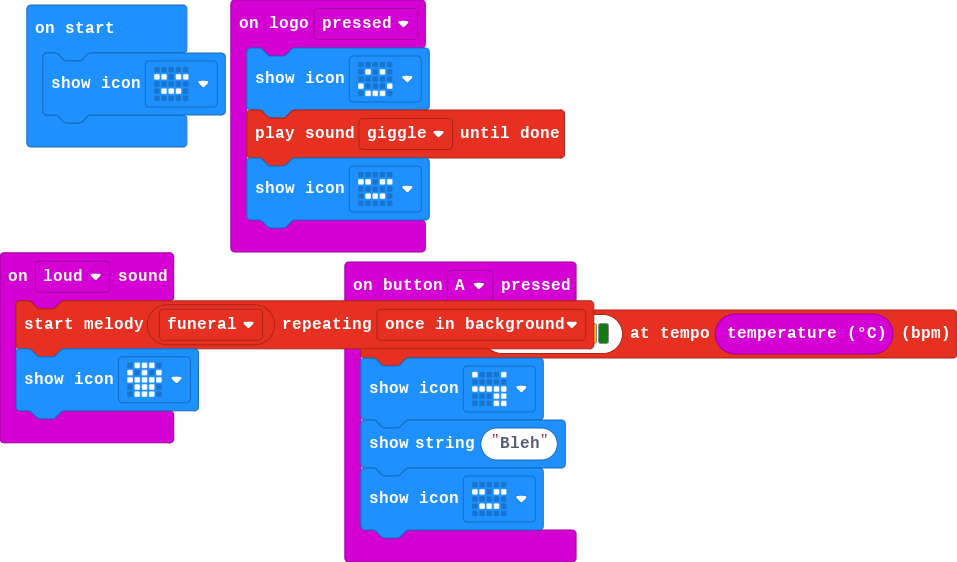 on start
show icon
on logo pressed
show icon
play sound giggle until done
show icon
on loud sound
start melody funeral repeating once in background
show icon
on button A pressed
at tempo temperature (°C) (bpm)
show icon
show string "Bleh"
show icon